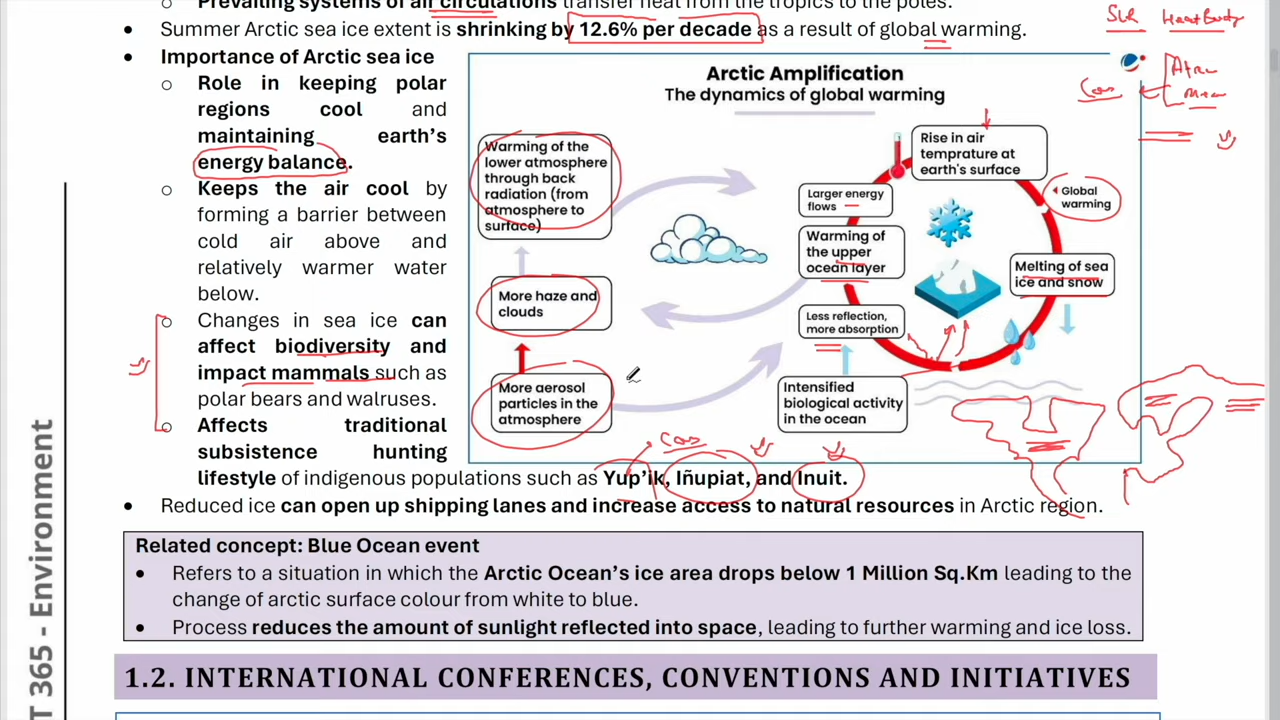 o Prevailing systems of air circulations transfer heat from the tropics to the poles.
• Summer Arctic sea ice extent is shrinking by 12.6% per decade as a result of global warming.
• Importance of Arctic sea ice
o Role in keeping polar
regions cool and
maintaining earth's
energy balance.
o Keeps the air cool by
forming a barrier between
cold air above and
relatively warmer water
below.
o Changes in sea ice can
affect biodiversity and
impact mammals such as
polar bears and walruses.
o Affects traditional
subsistence hunting
lifestyle of indigenous populations such as Yup'ik, Iñupiat, and Inuit.
• Reduced ice can open up shipping lanes and increase access to natural resources in Arctic region.
Arctic Amplification
The dynamics of global warming
Warming of the
lower atmosphere
through back
radiation (from
atmosphere to
surface)
More haze and
clouds
More aerosol
particles in the
atmosphere
Rise in air
temprature at
earth's surface
Global
warming
Larger energy
flows
Warming of
the upper
ocean layer
Melting of sea
ice and snow
Less reflection,
more absorption
Intensified
biological activity
in the ocean
Related concept: Blue Ocean event
• Refers to a situation in which the Arctic Ocean's ice area drops below 1 Million Sq.Km leading to the
change of arctic surface colour from white to blue.
• Process reduces the amount of sunlight reflected into space, leading to further warming and ice loss.
1.2. INTERNATIONAL CONFERENCES, CONVENTIONS AND INITIATIVES
T 365 - Environment